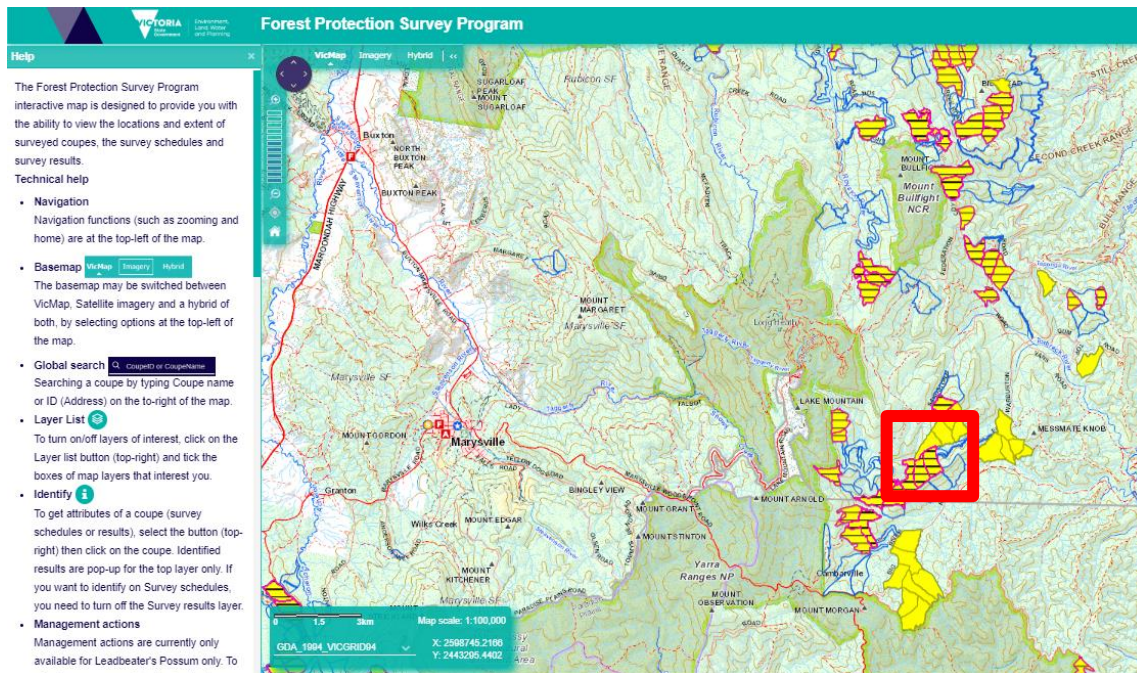 VICTORIA
State
Government
Environment,
Land, Water
and Planning
Forest Protection Survey Program
Help ×
The Forest Protection Survey Program
interactive map is designed to provide you with
the ability to view the locations and extent of
surveyed coupes, the survey schedules and
survey results.
Technical help
• Navigation
Navigation functions (such as zooming and
home) are at the top-left of the map.
• Basemap VicMap Imagery Hybrid
The basemap may be switched between
VicMap, Satellite imagery and a hybrid of
both, by selecting options at the top-left of
the map.
• Global search CoupeID or CoupeName
Searching a coupe by typing Coupe name
or ID (Address) on the to-right of the map.
• Layer List
To turn on/off layers of interest, click on the
Layer list button (top-right) and tick the
boxes of map layers that interest you.
• Identify i
To get attributes of a coupe (survey
schedules or results), select the button (top-
right) then click on the coupe. Identified
results are pop-up for the top layer only. If
you want to identify on Survey schedules,
you need to turn off the Survey results layer.
• Management actions
Management actions are currently only
available for Leadbeater's Possum only. To
VicMap Imagery Hybrid <<
SUGARLOAF
PEAK
MOUNT
SUGARLOAF
Rubicon SF
Buxton
NORTH
BUXTON
PEAK
BUXTON PEAK
MAROONDAH HIGHWAY
MOUNT
Mount
Bullfight
NCR
SECOND CREEK RANGE
MOUNT
MARGARET
Marysville SF
Long Heath
LAKE MOUNTAIN
TALBOT
LADY
Marysville SF
MOUNT GORDON
Marysville
MESSMATE KNOB
Granton
BINGLEY VIEW
MOUNT ARNOLD
MOUNT GRANT
Wilks Creek
MOUNT EDGAR
MOUNT STINTON
Yarra
Ranges NP
Cambarville
MOUNT
KITCHENER
Marysville SF
MOUNT
OBSERVATION
MOUNT MORGAN
0 1.5 3km
Map scale: 1:100,000
GDA_1994_VICGRID94
X: 2598745.2166
Y: 2443295.4402